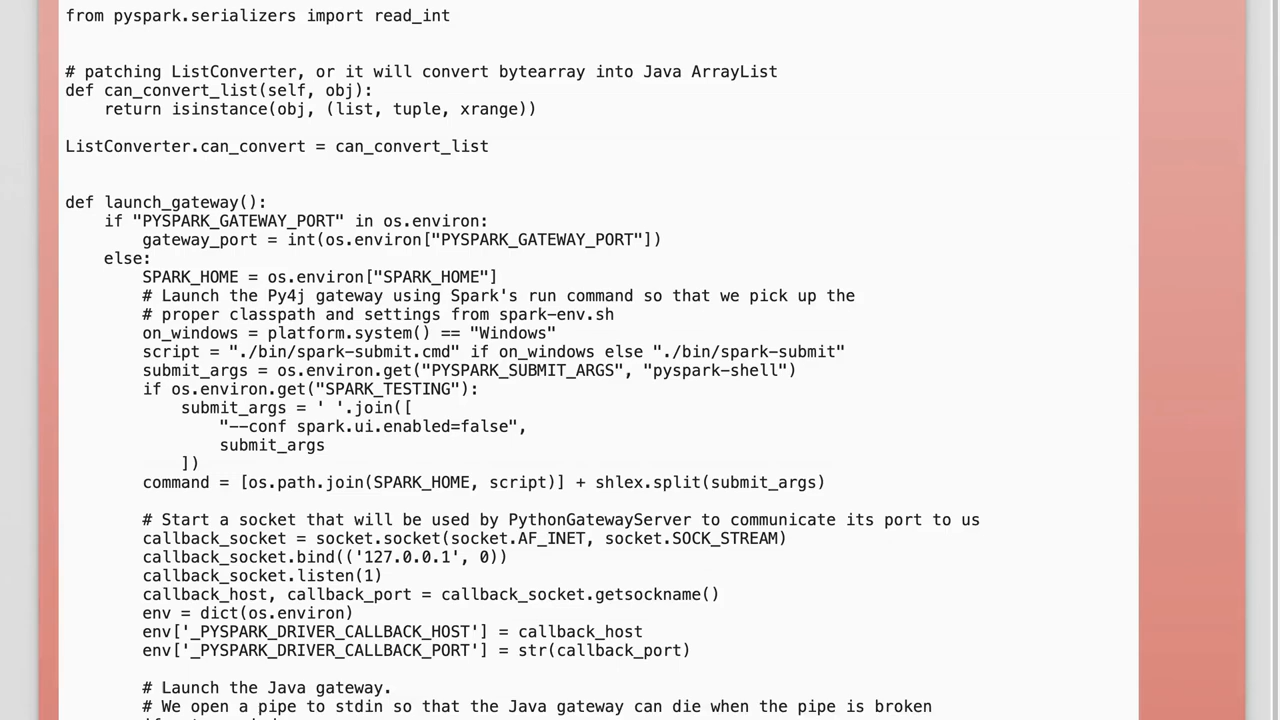 from pyspark.serializers import read_int
# patching ListConverter, or it will convert bytearray into Java ArrayList
def can_convert_list(self, obj):
    return isinstance(obj, (list, tuple, xrange))
ListConverter.can_convert = can_convert_list
def launch_gateway():
    if "PYSPARK_GATEWAY_PORT" in os.environ:
        gateway_port = int(os.environ["PYSPARK_GATEWAY_PORT"])
    else:
        SPARK_HOME = os.environ["SPARK_HOME"]
        # Launch the Py4j gateway using Spark's run command so that we pick up the
        # proper classpath and settings from spark-env.sh
        on_windows = platform.system() == "Windows"
        script = "./bin/spark-submit.cmd" if on_windows else "./bin/spark-submit"
        submit_args = os.environ.get("PYSPARK_SUBMIT_ARGS", "pyspark-shell")
        if os.environ.get("SPARK_TESTING"):
            submit_args = ' '.join([
                "--conf spark.ui.enabled=false",
                submit_args
            ])
        command = [os.path.join(SPARK_HOME, script)] + shlex.split(submit_args)
        # Start a socket that will be used by PythonGatewayServer to communicate its port to us
        callback_socket = socket.socket(socket.AF_INET, socket.SOCK_STREAM)
        callback_socket.bind(('127.0.0.1', 0))
        callback_socket.listen(1)
        callback_host, callback_port = callback_socket.getsockname()
        env = dict(os.environ)
        env['_PYSPARK_DRIVER_CALLBACK_HOST'] = callback_host
        env['_PYSPARK_DRIVER_CALLBACK_PORT'] = str(callback_port)
        # Launch the Java gateway.
        # We open a pipe to stdin so that the Java gateway can die when the pipe is broken